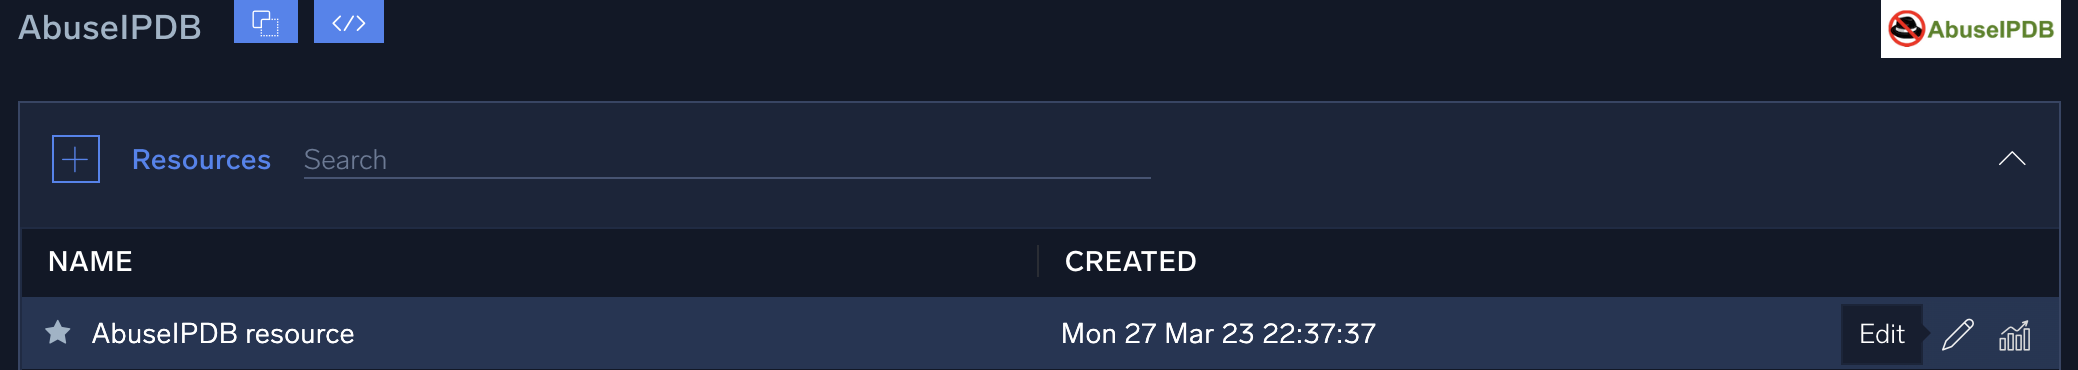 AbuseIPDB
</>
AbuseIPDB
Resources
Search
NAME
CREATED
AbuseIPDB resource
Mon 27 Mar 23 22:37:37
Edit